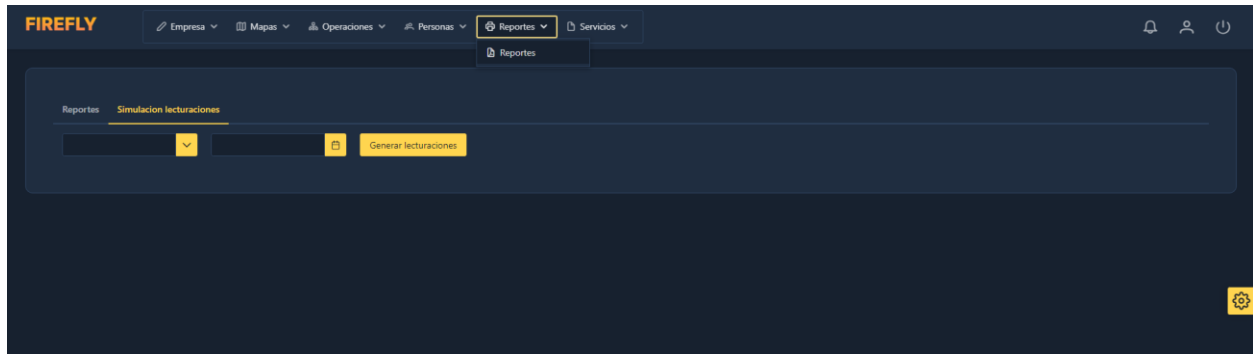 FIREFLY Empresa Mapas Operaciones Personas Reportes Servicios
Reportes
Reportes Simulacion lecturaciones
Generar lecturaciones